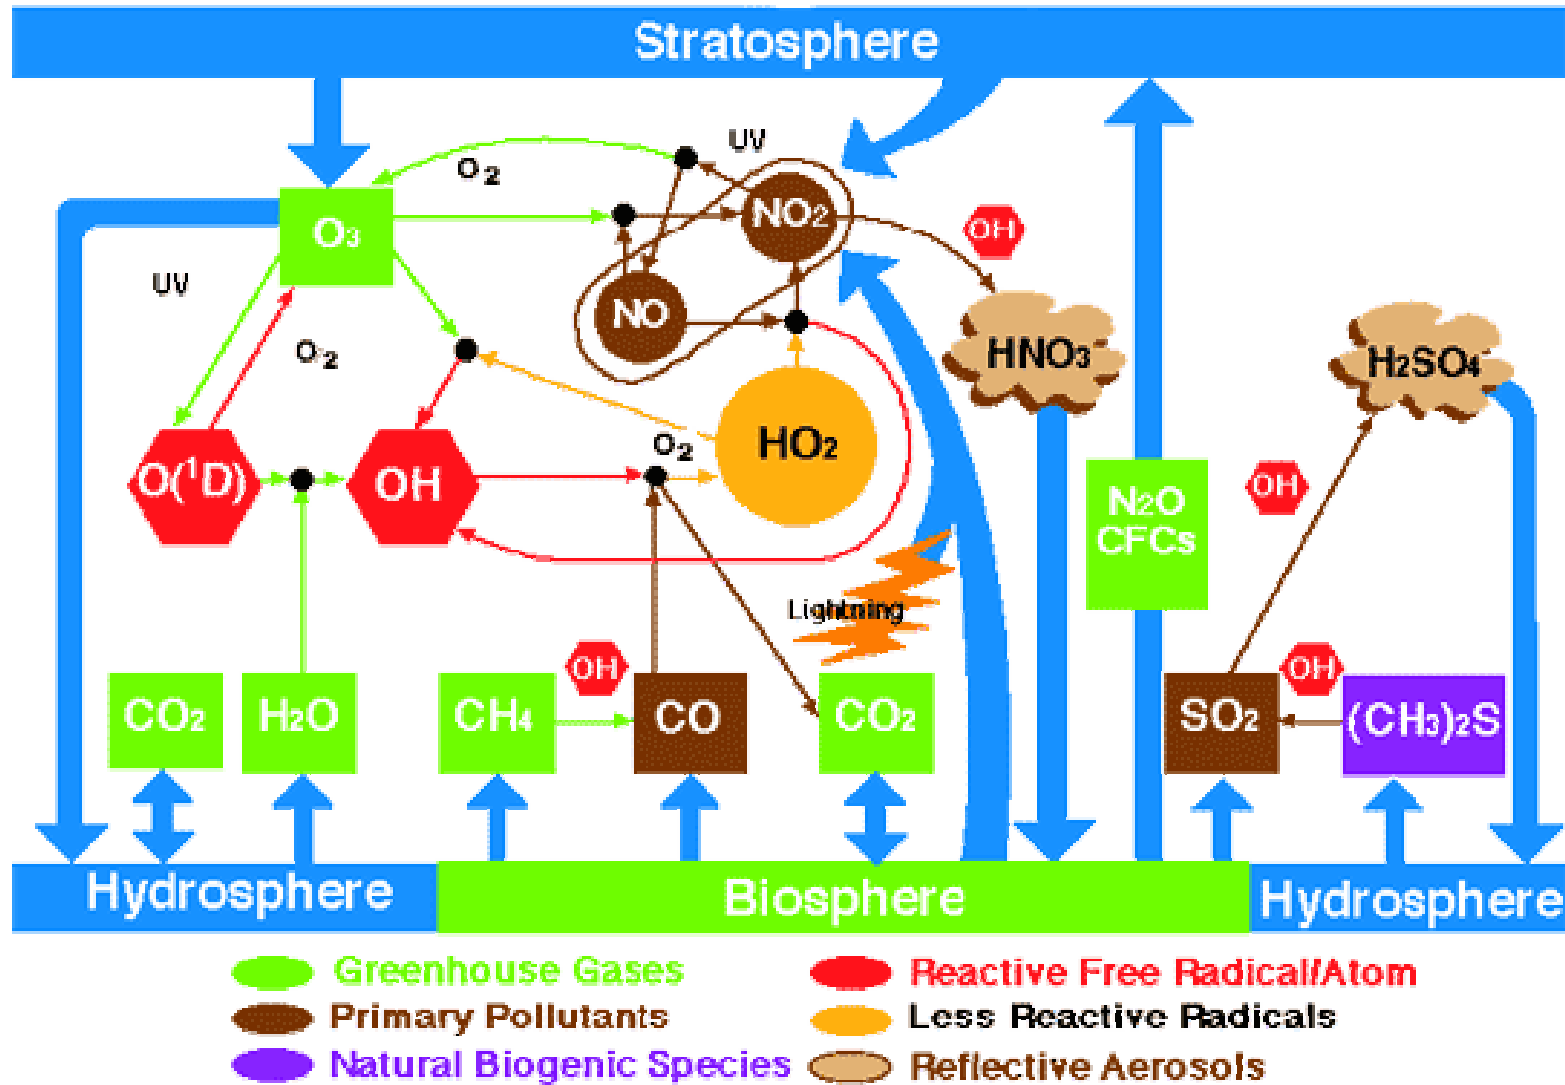 Stratosphere
UV
O2
O3
NO2
OH
UV
NO
O2
HNO3
H2SO4
O2
HO2
O(1D)
OH
OH
N2O
CFCs
Lightning
OH
OH
CO2
H2O
CH4
CO
CO2
SO2
(CH3)2S
Hydrosphere
Biosphere
Hydrosphere
Greenhouse Gases
Reactive Free Radical/Atom
Primary Pollutants
Less Reactive Radicals
Natural Biogenic Species
Reflective Aerosols